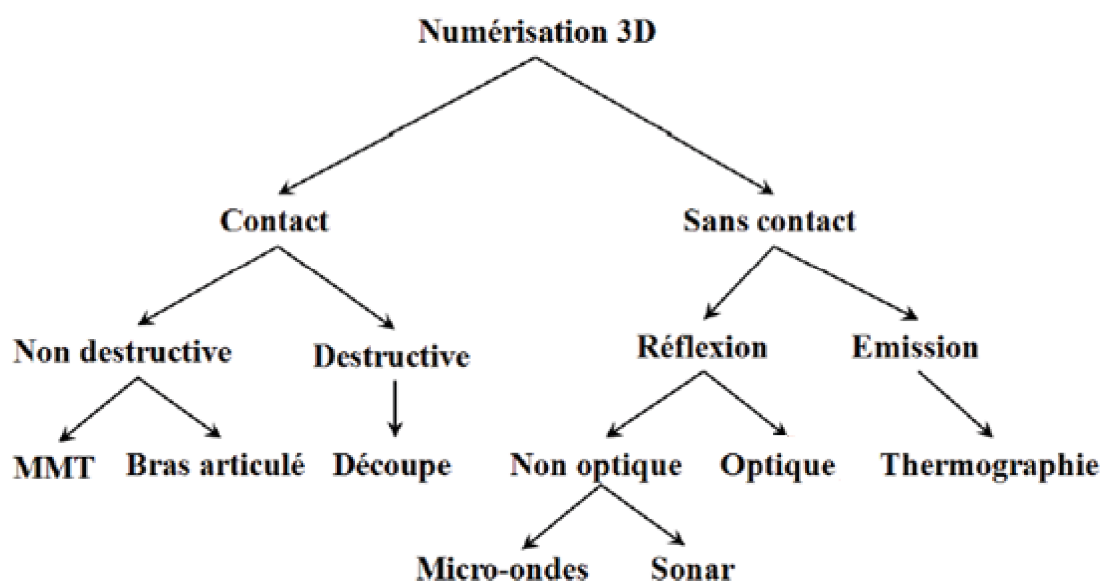 Numérisation 3D
Contact
Sans contact
Non destructive
Destructive
Réflexion
Emission
MMT
Bras articulé
Découpe
Non optique
Optique
Thermographie
Micro-ondes
Sonar